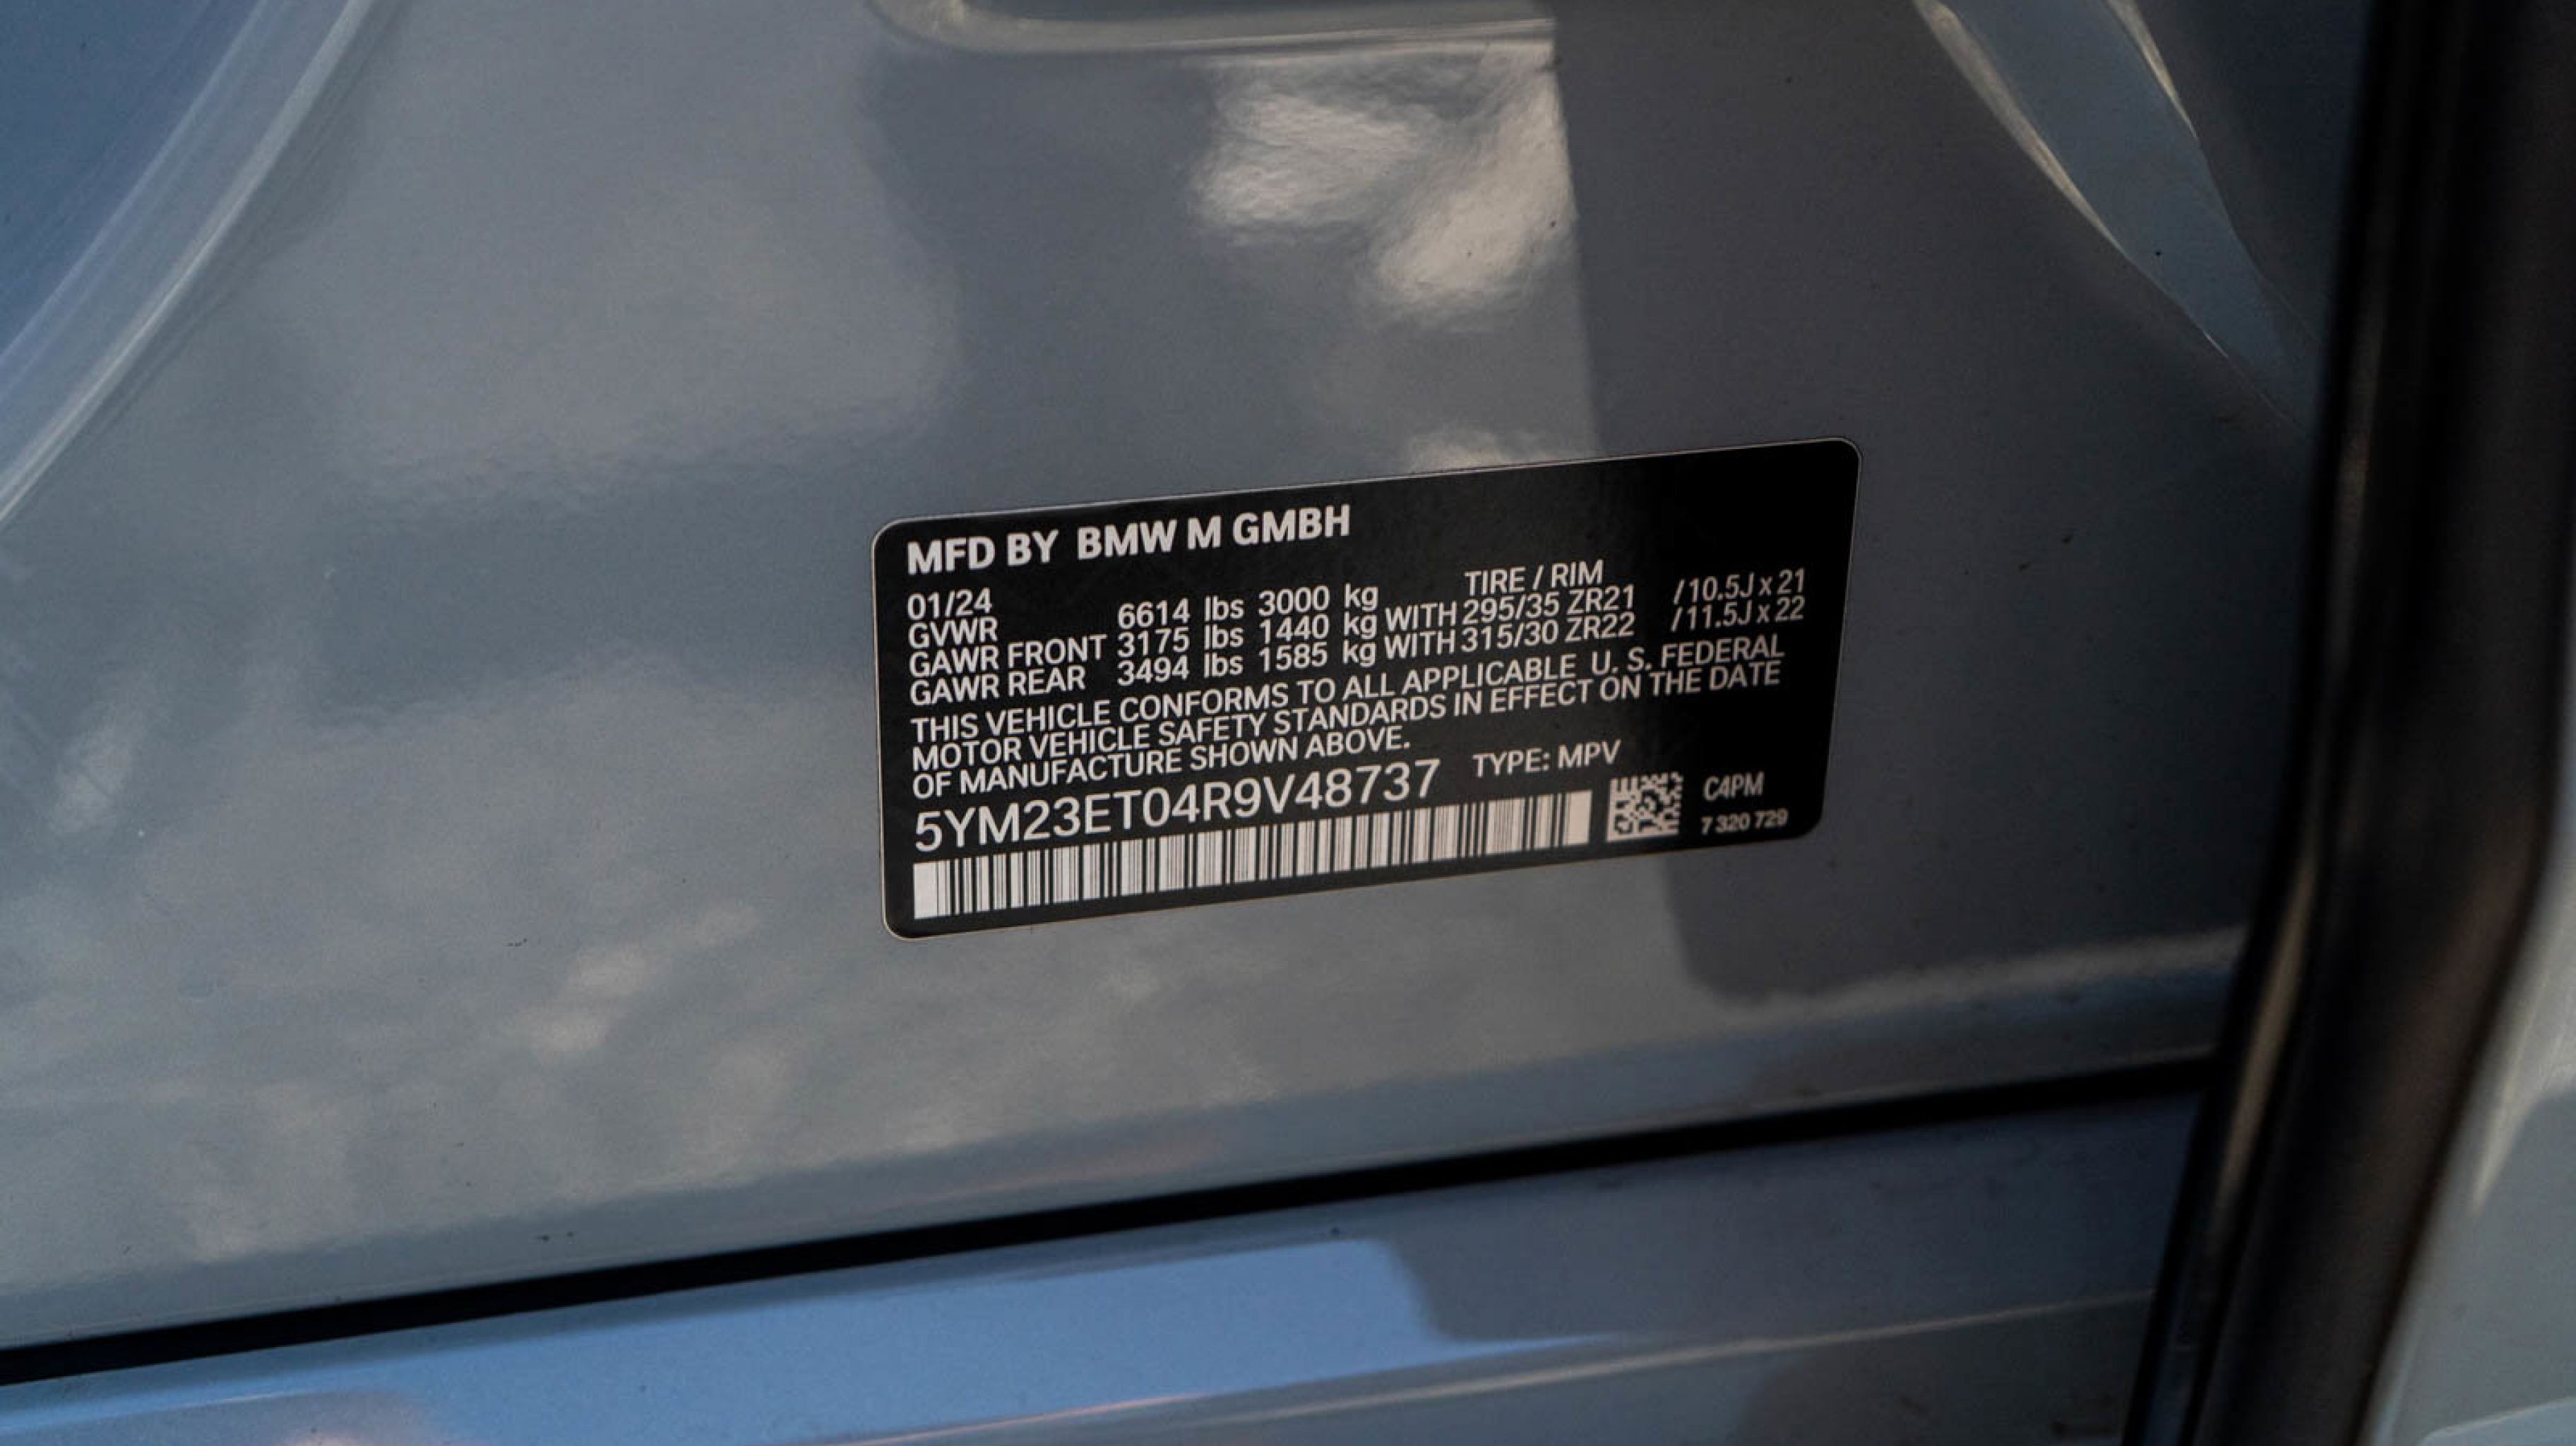 MFD BY BMW M GMBH
01/24 TIRE / RIM
GVWR 6614 lbs 3000 kg
GAWR FRONT 3175 lbs 1440 kg WITH 295/35 ZR21 /10.5J x 21
GAWR REAR 3494 lbs 1585 kg WITH 315/30 ZR22 /11.5J x 22
THIS VEHICLE CONFORMS TO ALL APPLICABLE U. S. FEDERAL
MOTOR VEHICLE SAFETY STANDARDS IN EFFECT ON THE DATE
OF MANUFACTURE SHOWN ABOVE.
5YM23ET04R9V48737 TYPE: MPV
C4PM
7 320 729